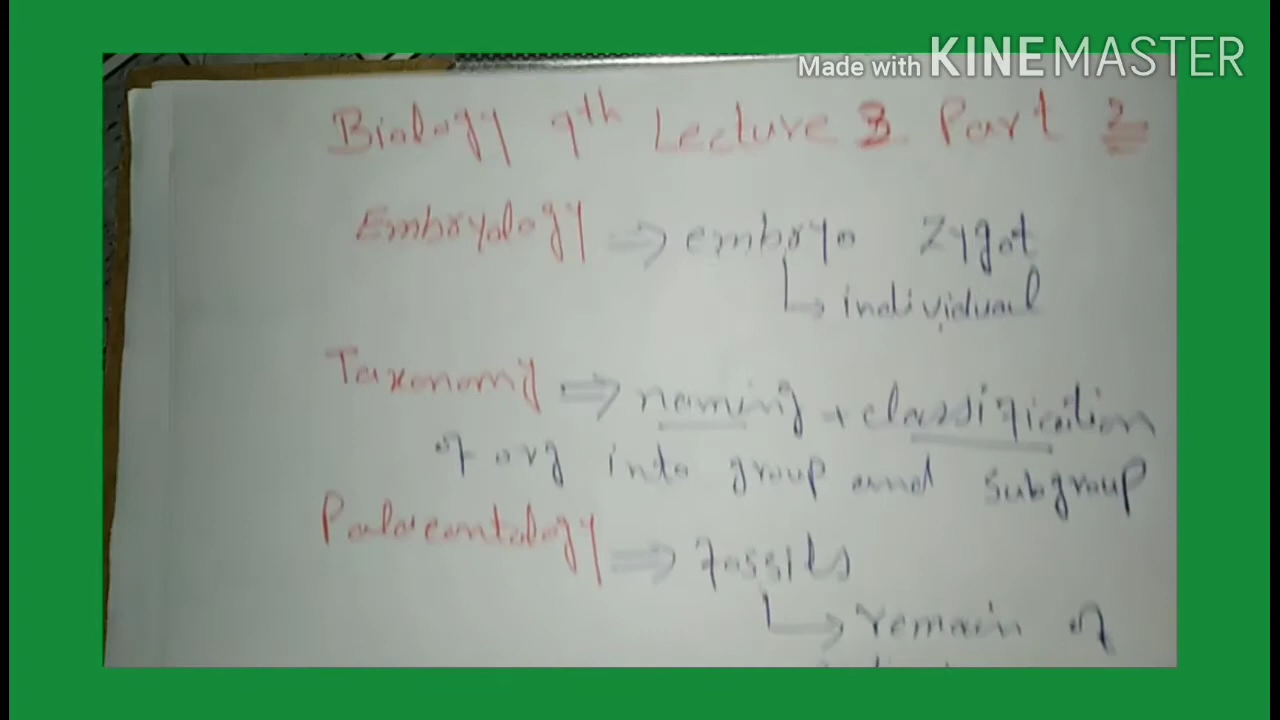 Made with KINEMASTER
Biology 9th Lecture 3 Part 2
Embryology ⇒ embryo Zygot
↳ individual
Taxonomy ⇒ naming + classification
of org into group and subgroup
Palaeontology ⇒ fossils
↳ remain of